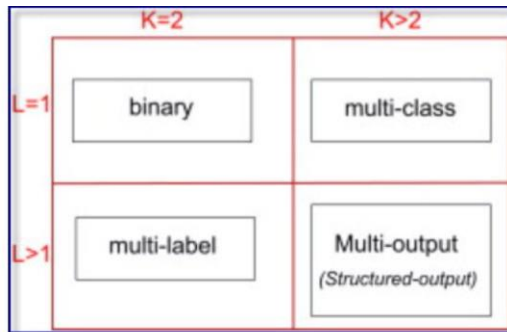 K=2
K>2
L=1
binary
multi-class
L>1
multi-label
Multi-output
(Structured-output)